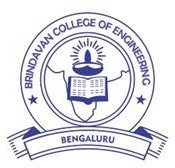 BRINDAVAN COLLEGE OF ENGINEERING
BENGALURU